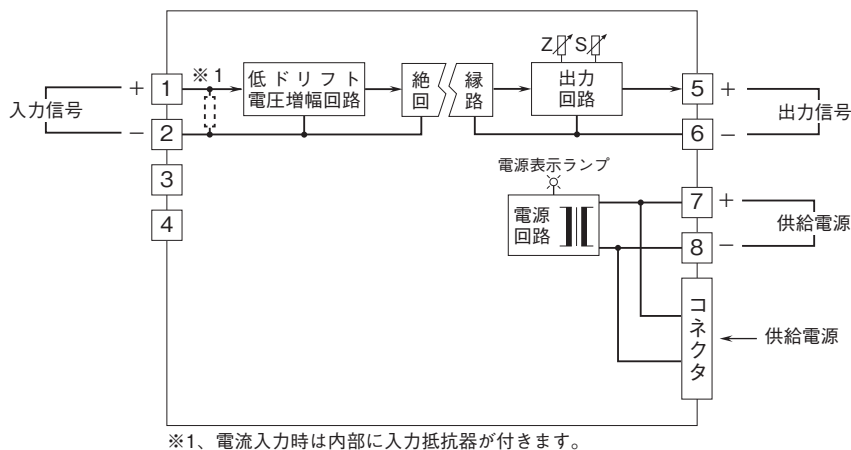 Z S
※1
低ドリフト
電圧増幅回路
絶
回
縁
路
出力
回路
+ 1
入力信号
− 2
3
4
5 +
出力信号
6 −
電源表示ランプ
電源
回路
7 +
供給電源
8 −
コネクタ
供給電源
※1、電流入力時は内部に入力抵抗器が付きます。